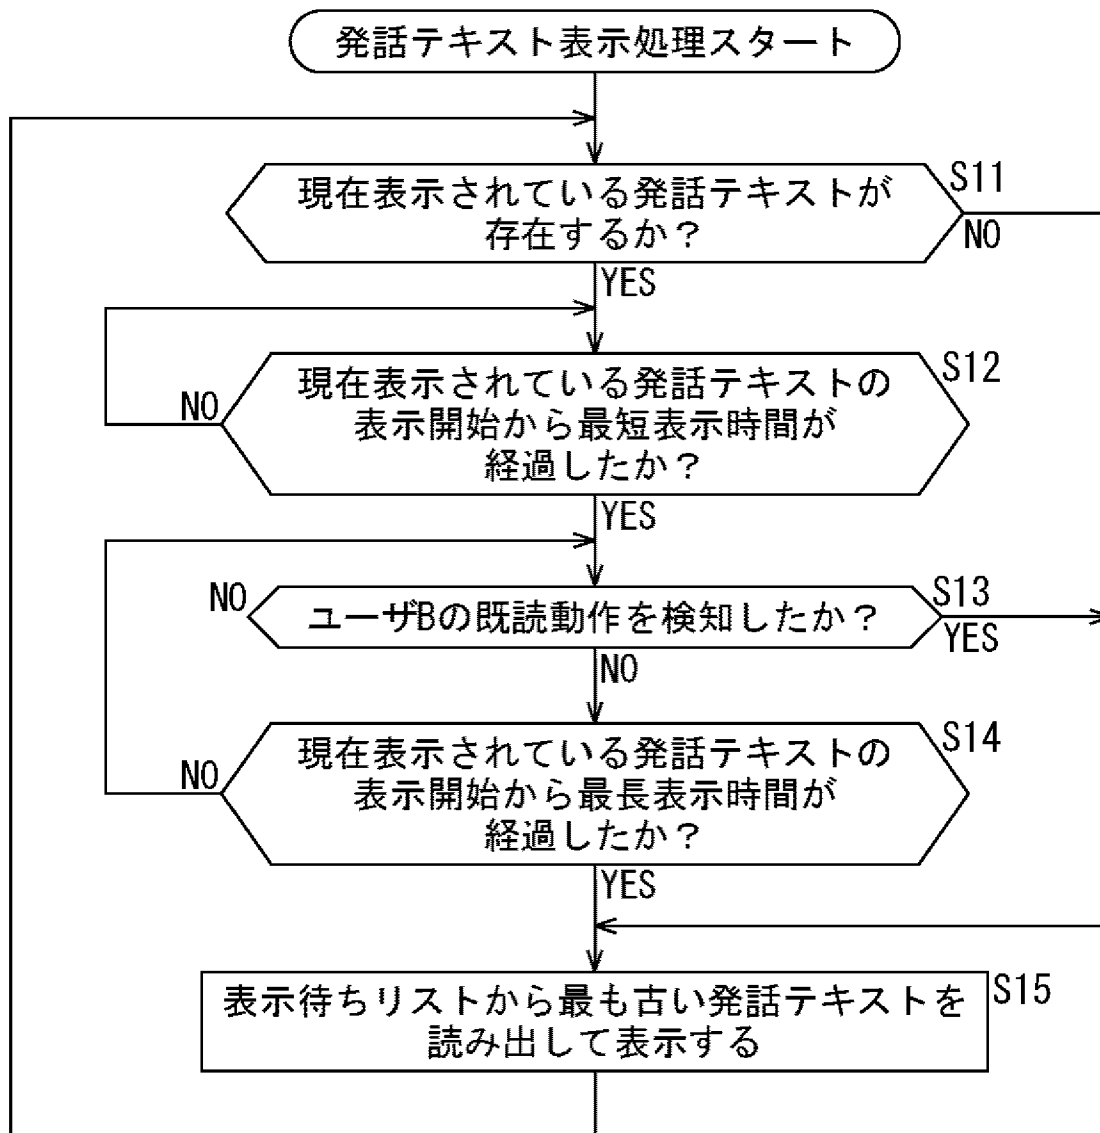 発話テキスト表示処理スタート
現在表示されている発話テキストが
存在するか？
S11
NO
YES
現在表示されている発話テキストの
表示開始から最短表示時間が
経過したか？
S12
NO
YES
NO
ユーザBの既読動作を検知したか？
S13
YES
NO
現在表示されている発話テキストの
表示開始から最長表示時間が
経過したか？
S14
NO
YES
表示待ちリストから最も古い発話テキストを
読み出して表示する
S15